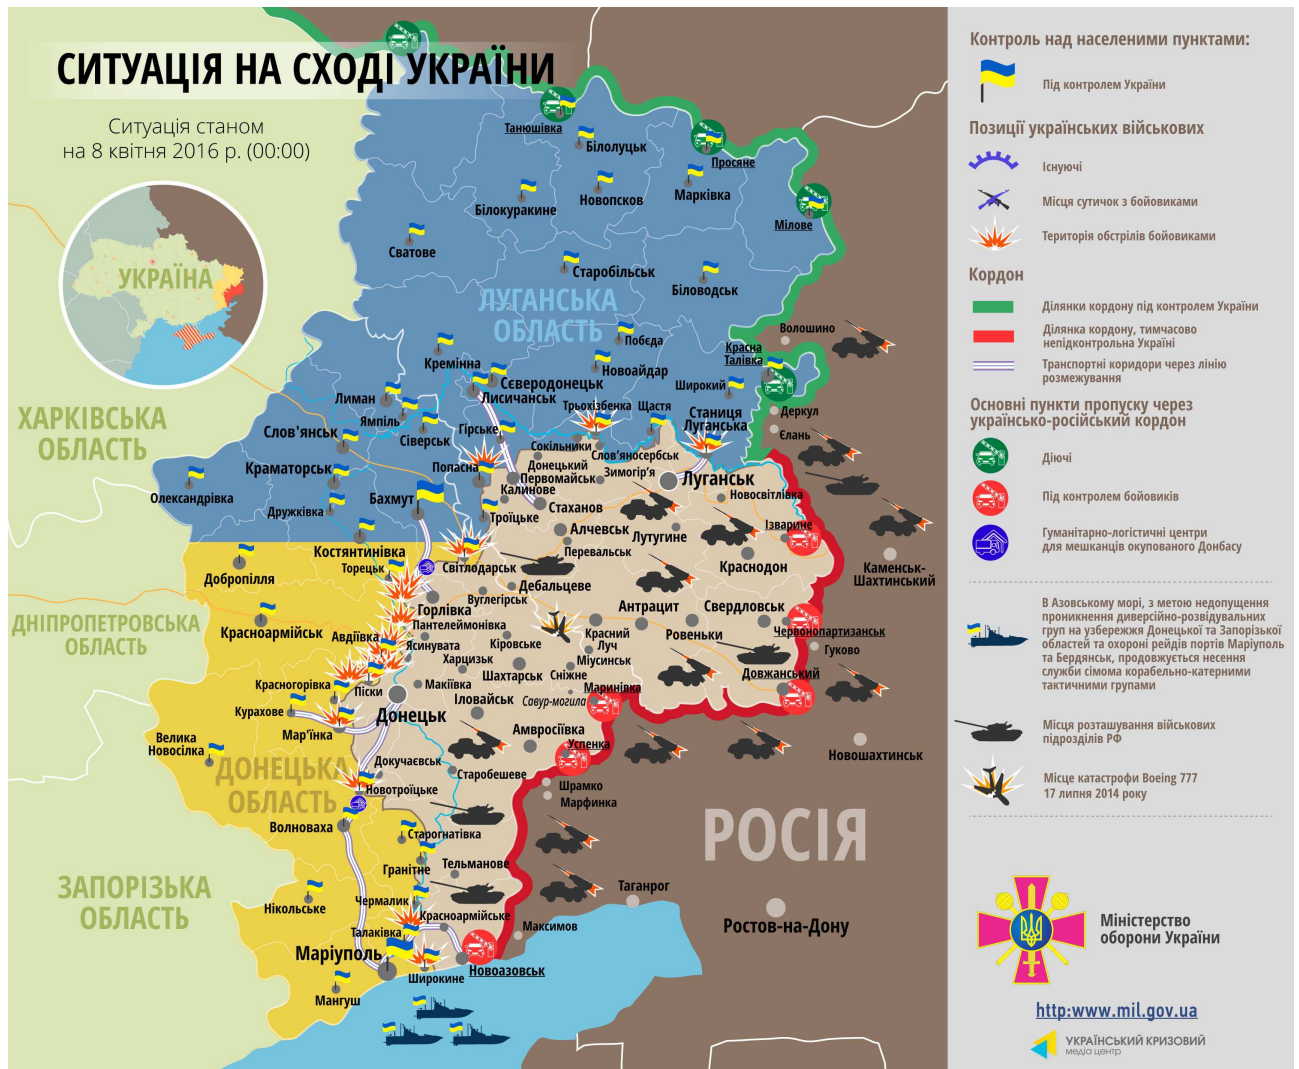 СИТУАЦІЯ НА СХОДІ УКРАЇНИ
Ситуація станом
на 8 квітня 2016 р. (00:00)
УКРАЇНА
ХАРКІВСЬКА
ОБЛАСТЬ
ДНІПРОПЕТРОВСЬКА
ОБЛАСТЬ
ЗАПОРІЗЬКА
ОБЛАСТЬ
ЛУГАНСЬКА
ОБЛАСТЬ
ДОНЕЦЬКА
ОБЛАСТЬ
РОСІЯ
Танюшівка
Білолуцьк
Просяне
Марківка
Новопсков
Білокуракине
Мілове
Сватове
Старобільськ
Біловодськ
Волошино
Побєда
Красна
Талівка
Кремінна
Новоайдар
Сєверодонецьк
Широкий
Лисичанськ
Лиман
Трьохізбенка
Щастя
Станиця
Луганська
Деркул
Ямпіль
Слов'янськ
Сіверськ
Гірське
Єлань
Сокільники
Слов'яносербськ
Краматорськ
Попасна
Донецький
Зимогір'я
Первомайськ
Луганськ
Олександрівка
Бахмут
Калинове
Новосвітлівка
Дружківка
Стаханов
Троїцьке
Алчевськ
Лутугине
Ізварине
Костянтинівка
Перевальськ
Торецьк
Світлодарськ
Краснодон
Каменськ-
Шахтинський
Добропілля
Дебальцеве
Вуглегірськ
Горлівка
Антрацит
Свердловськ
Пантелеймонівка
Красноармійськ
Авдіївка
Красний
Луч
Ровеньки
Червонопартизанськ
Ясинувата
Кіровське
Гуково
Харцизьк
Міусинськ
Шахтарськ
Сніжне
Довжанський
Красногорівка
Піски
Макіївка
Маринівка
Іловайськ
Савур-могила
Курахове
Донецьк
Мар'їнка
Амвросіївка
Успенка
Велика
Новосілка
Новошахтинськ
Докучаєвськ
Старобешеве
Новотроїцьке
Шрамко
Марфинка
Волноваха
Старогнатівка
Гранітне
Тельманове
Таганрог
Нікольське
Чермалик
Красноармійське
Ростов-на-Дону
Талаківка
Максимов
Маріуполь
Широкине
Новоазовськ
Мангуш
Контроль над населеними пунктами:
Під контролем України
Позиції українських військових
Існуючі
Місця сутичок з бойовиками
Територія обстрілів бойовиками
Кордон
Ділянки кордону під контролем України
Ділянка кордону, тимчасово
непідконтрольна Україні
Транспортні коридори через лінію
розмежування
Основні пункти пропуску через
українсько-російський кордон
Діючі
Під контролем бойовиків
Гуманітарно-логістичні центри
для мешканців окупованого Донбасу
В Азовському морі, з метою недопущення
проникнення диверсійно-розвідувальних
груп на узбережжя Донецької та Запорізької
областей та охороні рейдів портів Маріуполь
та Бердянськ, продовжується несення
служби сімома корабельно-катерними
тактичними групами
Місця розташування військових
підрозділів РФ
Місце катастрофи Boeing 777
17 липня 2014 року
Міністерство
оборони України
http:www.mil.gov.ua
УКРАЇНСЬКИЙ КРИЗОВИЙ
медіа центр